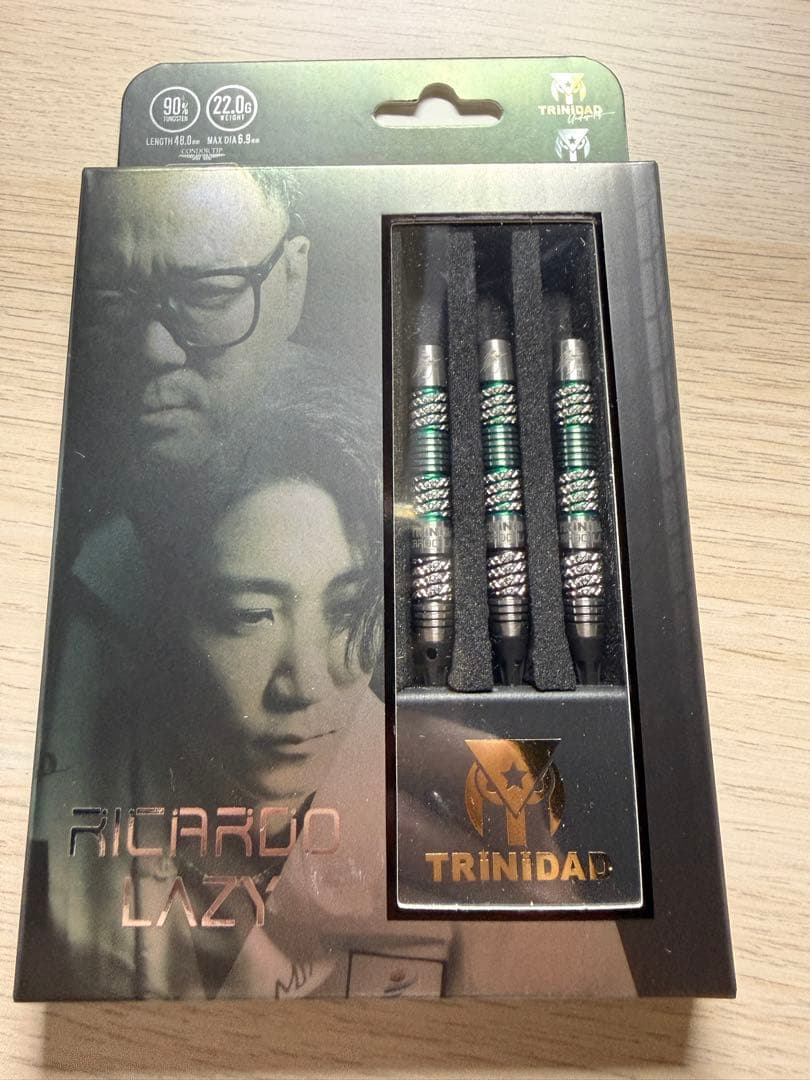 90%
TUNGSTEN
22.0G
WEIGHT
LENGTH 48.0mm MAX DIA 6.9mm
CONDOR TIP
TRiNiDAD
RICARDO
LAZY
TRiNiDAD